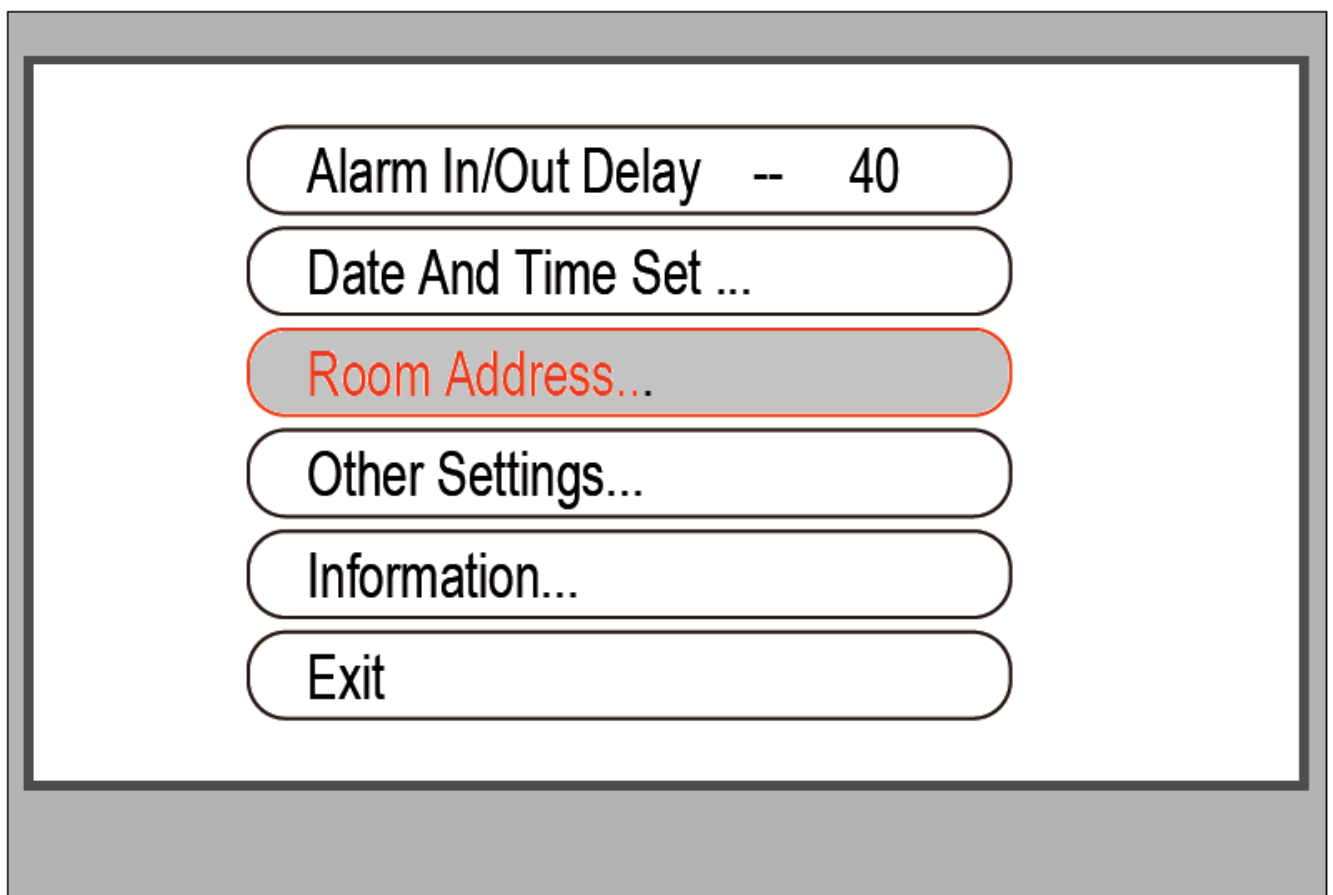 Alarm In/Out Delay -- 40
Date And Time Set ...
Room Address...
Other Settings...
Information...
Exit